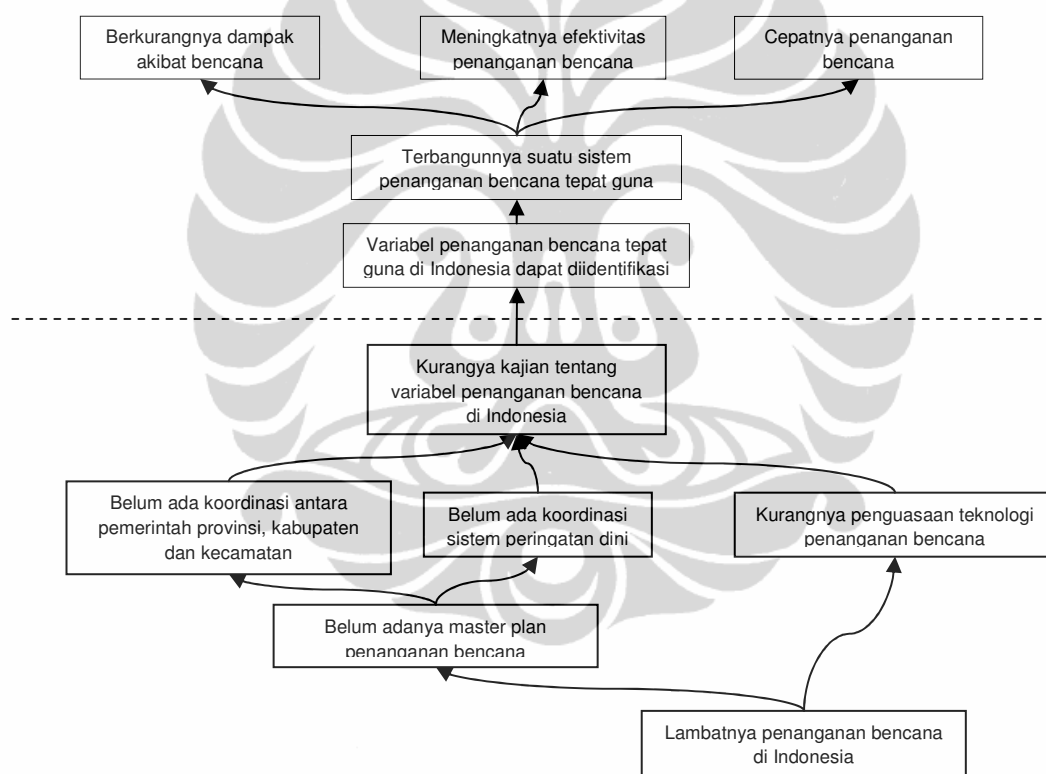 Berkurangnya dampak
akibat bencana
Meningkatnya efektivitas
penanganan bencana
Cepatnya penanganan
bencana
Terbangunnya suatu sistem
penanganan bencana tepat guna
Variabel penanganan bencana tepat
guna di Indonesia dapat diidentifikasi
Kurangya kajian tentang
variabel penanganan bencana
di Indonesia
Belum ada koordinasi antara
pemerintah provinsi, kabupaten
dan kecamatan
Belum ada koordinasi
sistem peringatan dini
Kurangnya penguasaan teknologi
penanganan bencana
Belum adanya master plan
penanganan bencana
Lambatnya penanganan bencana
di Indonesia